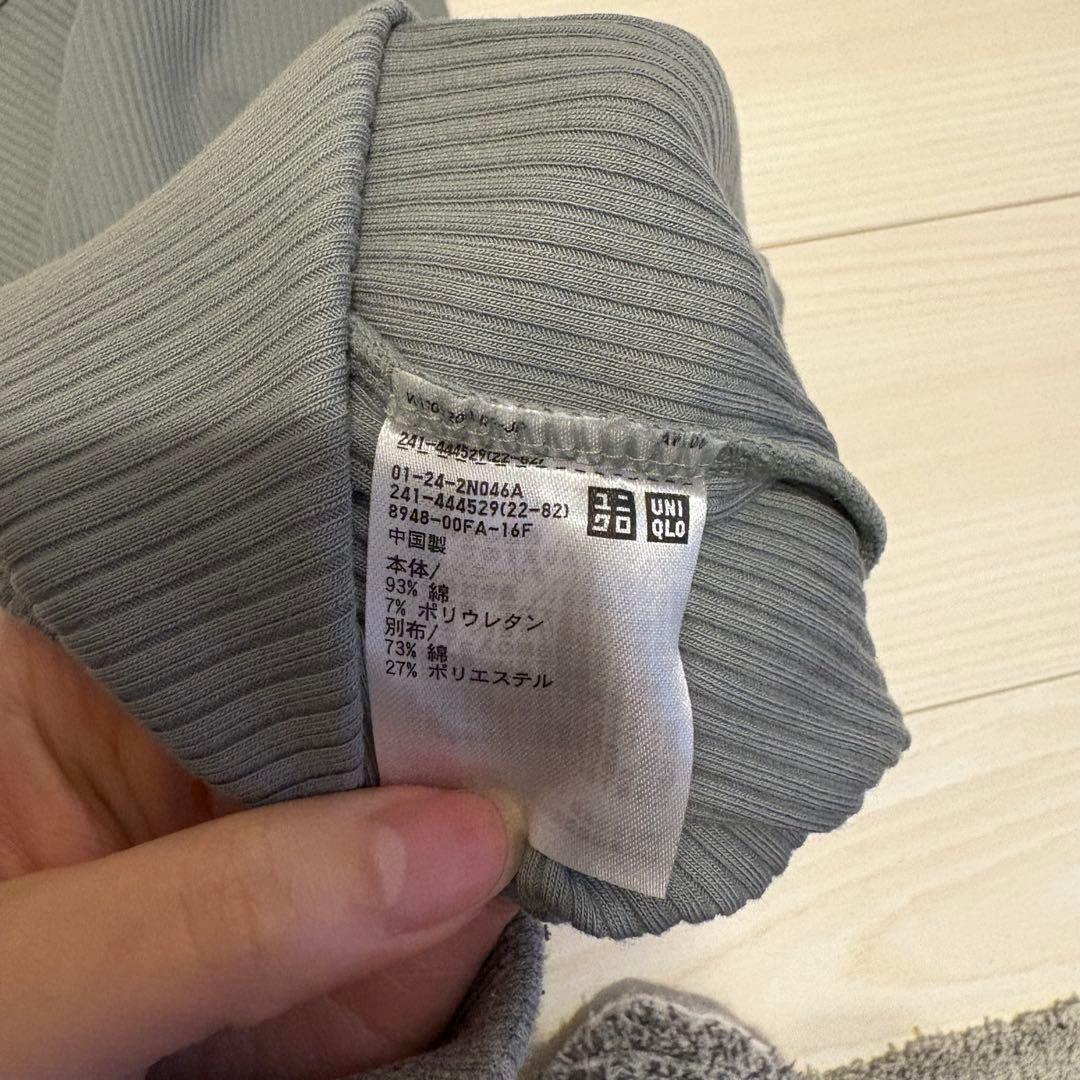 241-444529(22-82)
01-24-2N046A
241-444529(22-82)
8948-00FA-16F
ユニクロ
UNIQLO
中国製
本体/
93% 綿
7% ポリウレタン
別布/
73% 綿
27% ポリエステル